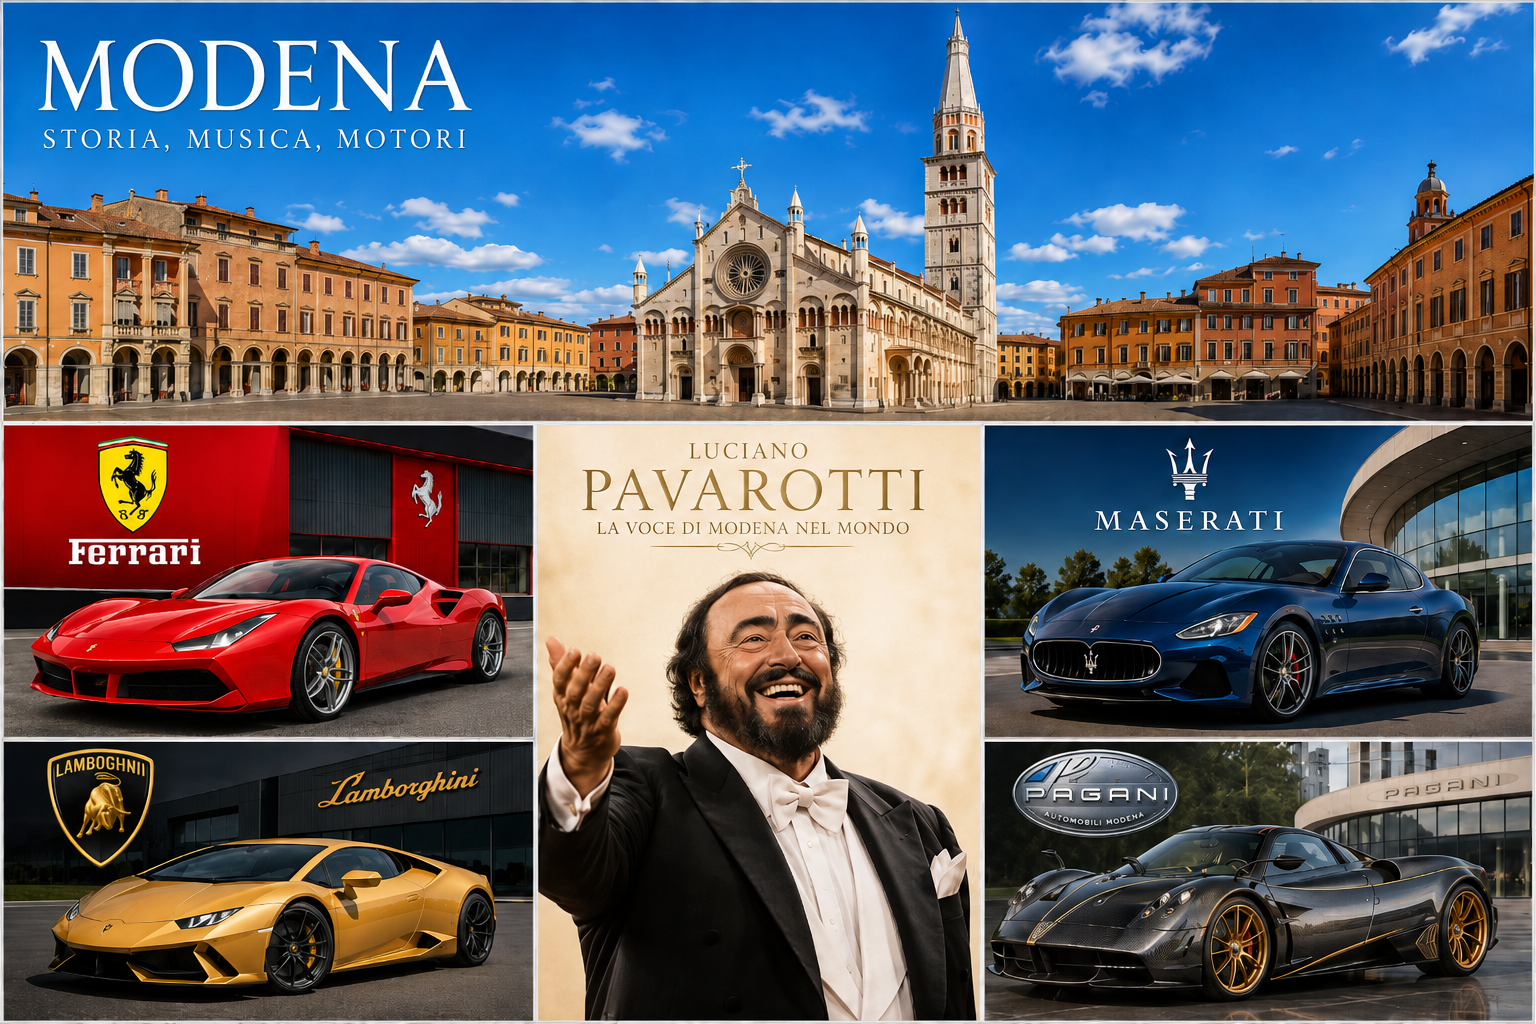 MODENA
STORIA, MUSICA, MOTORI
S F
Ferrari
LUCIANO
PAVAROTTI
LA VOCE DI MODENA NEL MONDO
MASERATI
LAMBOGHNII
Lamborghini
PAGANI
AUTOMOBILI MODENA
PAGANI